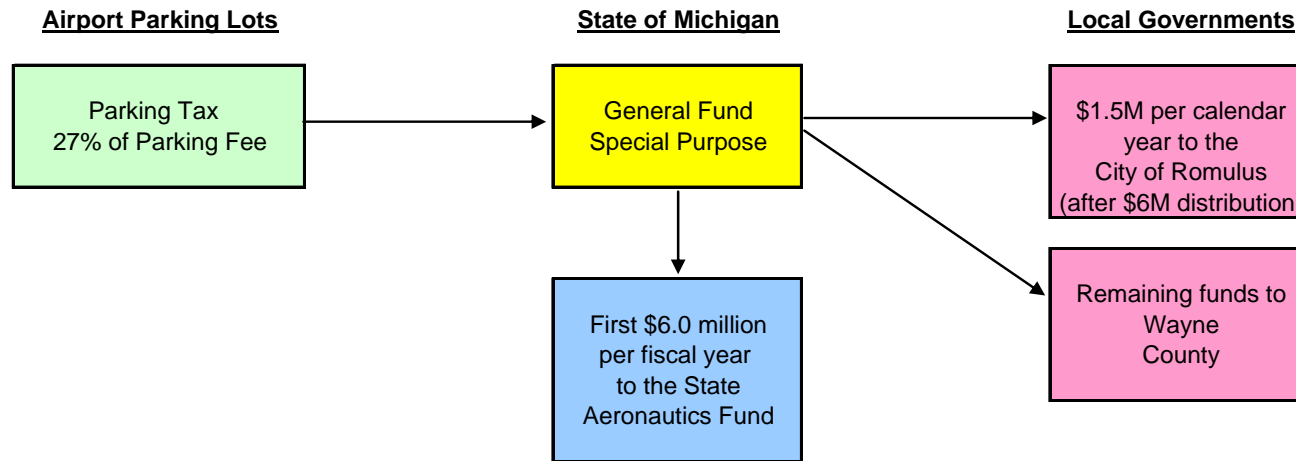 Airport Parking Lots
State of Michigan
Local Governments
Parking Tax
27% of Parking Fee
General Fund
Special Purpose
$1.5M per calendar
year to the
City of Romulus
(after $6M distribution)
First $6.0 million
per fiscal year
to the State
Aeronautics Fund
Remaining funds to
Wayne
County